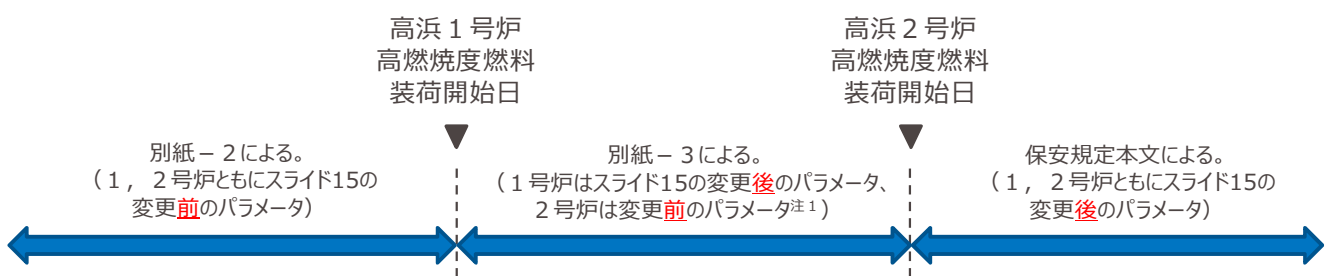 高浜１号炉
高燃焼度燃料
装荷開始日
高浜２号炉
高燃焼度燃料
装荷開始日
別紙－２による。
（１，２号炉ともにスライド15の
変更前のパラメータ）
別紙－３による。
（１号炉はスライド15の変更後のパラメータ、
２号炉は変更前のパラメータ注１）
保安規定本文による。
（１，２号炉ともにスライド15の
変更後のパラメータ）